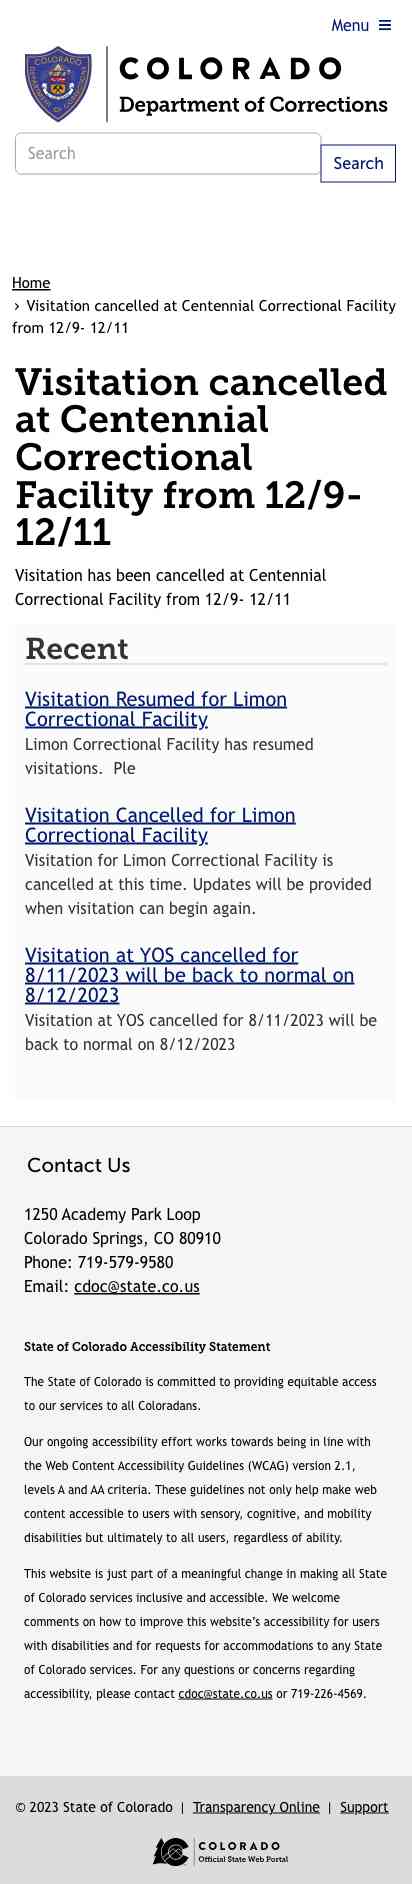 Menu ≡
COLORADO
COLORADO
Department of Corrections
Search
Search
Home
› Visitation cancelled at Centennial Correctional Facility
from 12/9- 12/11
Visitation cancelled
at Centennial
Correctional
Facility from 12/9-
12/11
Visitation has been cancelled at Centennial
Correctional Facility from 12/9- 12/11
Recent
Visitation Resumed for Limon
Correctional Facility
Limon Correctional Facility has resumed
visitations.  Ple
Visitation Cancelled for Limon
Correctional Facility
Visitation for Limon Correctional Facility is
cancelled at this time. Updates will be provided
when visitation can begin again.
Visitation at YOS cancelled for
8/11/2023 will be back to normal on
8/12/2023
Visitation at YOS cancelled for 8/11/2023 will be
back to normal on 8/12/2023
Contact Us
1250 Academy Park Loop
Colorado Springs, CO 80910
Phone: 719-579-9580
Email: cdoc@state.co.us
State of Colorado Accessibility Statement
The State of Colorado is committed to providing equitable access
to our services to all Coloradans.
Our ongoing accessibility effort works towards being in line with
the Web Content Accessibility Guidelines (WCAG) version 2.1,
levels A and AA criteria. These guidelines not only help make web
content accessible to users with sensory, cognitive, and mobility
disabilities but ultimately to all users, regardless of ability.
This website is just part of a meaningful change in making all State
of Colorado services inclusive and accessible. We welcome
comments on how to improve this website's accessibility for users
with disabilities and for requests for accommodations to any State
of Colorado services. For any questions or concerns regarding
accessibility, please contact cdoc@state.co.us or 719-226-4569.
© 2023 State of Colorado | Transparency Online | Support
COLORADO
Official State Web Portal